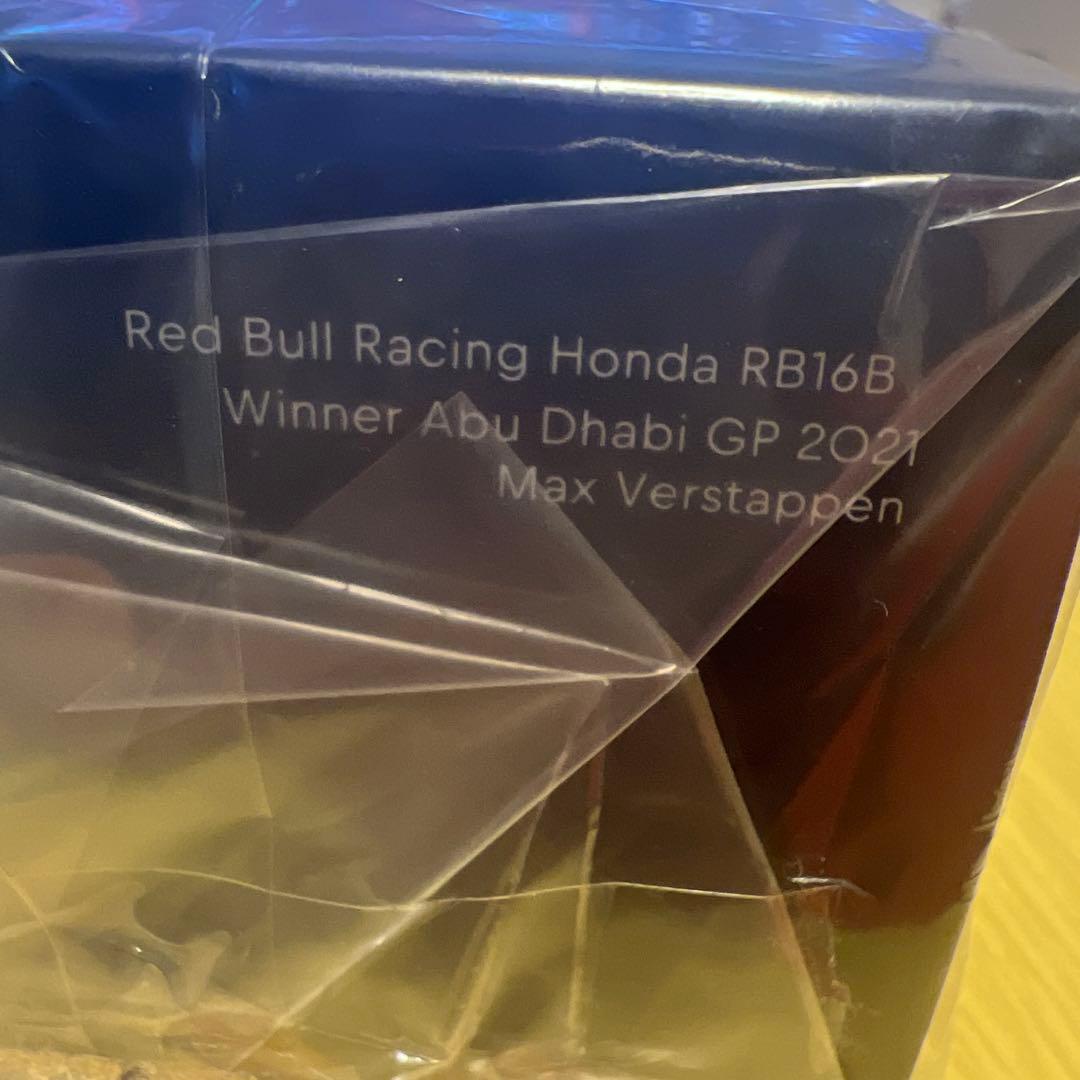 Red Bull Racing Honda RB16B
Winner Abu Dhabi GP 2021
Max Verstappen